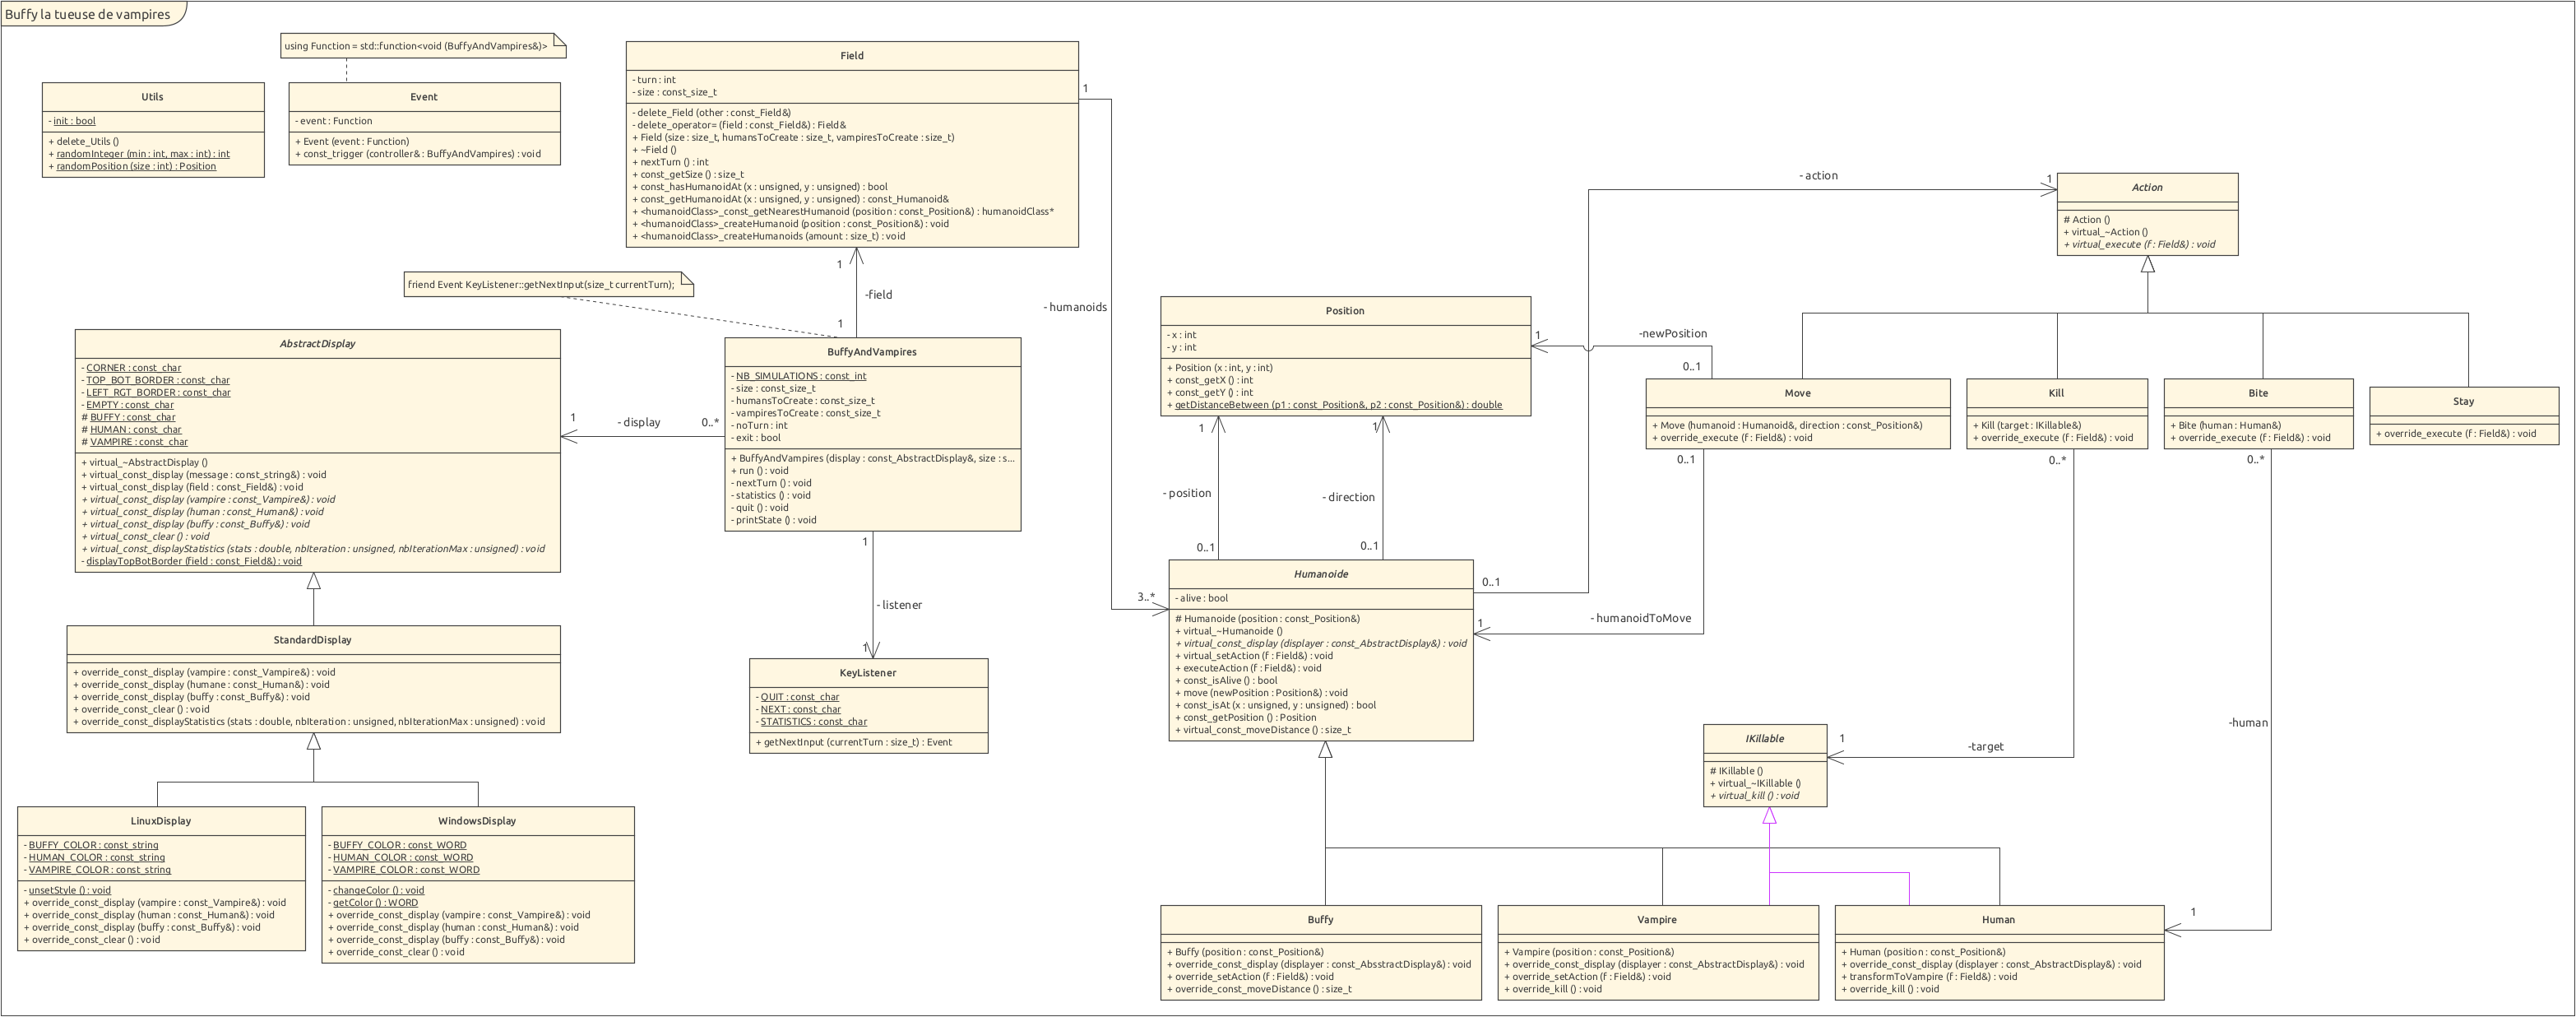 Buffy la tueuse de vampires
using Function = std::function<void (BuffyAndVampires&)>
Utils
- init : bool
+ delete_Utils ()
+ randomInteger (min : int, max : int) : int
+ randomPosition (size : int) : Position
Event
- event : Function
+ Event (event : Function)
+ const_trigger (controller& : BuffyAndVampires) : void
Field
- turn : int
- size : const_size_t
- delete_Field (other : const_Field&)
- delete_operator= (field : const_Field&) : Field&
+ Field (size : size_t, humansToCreate : size_t, vampiresToCreate : size_t)
+ ~Field ()
+ nextTurn () : int
+ const_getSize () : size_t
+ const_hasHumanoidAt (x : unsigned, y : unsigned) : bool
+ const_getHumanoidAt (x : unsigned, y : unsigned) : const_Humanoid&
+ <humanoidClass>_const_getNearestHumanoid (position : const_Position&) : humanoidClass*
+ <humanoidClass>_createHumanoid (position : const_Position&) : void
+ <humanoidClass>_createHumanoids (amount : size_t) : void
1
- humanoids
3..*
1
-field
1
friend Event KeyListener::getNextInput(size_t currentTurn);
AbstractDisplay
- CORNER : const_char
- TOP_BOT_BORDER : const_char
- LEFT_RGT_BORDER : const_char
- EMPTY : const_char
# BUFFY : const_char
# HUMAN : const_char
# VAMPIRE : const_char
+ virtual_~AbstractDisplay ()
+ virtual_const_display (message : const_string&) : void
+ virtual_const_display (field : const_Field&) : void
+ virtual_const_display (vampire : const_Vampire&) : void
+ virtual_const_display (human : const_Human&) : void
+ virtual_const_display (buffy : const_Buffy&) : void
+ virtual_const_clear () : void
+ virtual_const_displayStatistics (stats : double, nbIteration : unsigned, nbIterationMax : unsigned) : void
- displayTopBotBorder (field : const_Field&) : void
1
- display
0..*
BuffyAndVampires
- NB_SIMULATIONS : const_int
- size : const_size_t
- humansToCreate : const_size_t
- vampiresToCreate : const_size_t
- noTurn : int
- exit : bool
+ BuffyAndVampires (display : const_AbstractDisplay&, size : s...
+ run () : void
- nextTurn () : void
- statistics () : void
- quit () : void
- printState () : void
1
- listener
1
KeyListener
- QUIT : const_char
- NEXT : const_char
- STATISTICS : const_char
+ getNextInput (currentTurn : size_t) : Event
StandardDisplay
+ override_const_display (vampire : const_Vampire&) : void
+ override_const_display (humane : const_Human&) : void
+ override_const_display (buffy : const_Buffy&) : void
+ override_const_clear () : void
+ override_const_displayStatistics (stats : double, nbIteration : unsigned, nbIterationMax : unsigned) : void
LinuxDisplay
- BUFFY_COLOR : const_string
- HUMAN_COLOR : const_string
- VAMPIRE_COLOR : const_string
- unsetStyle () : void
+ override_const_display (vampire : const_Vampire&) : void
+ override_const_display (human : const_Human&) : void
+ override_const_display (buffy : const_Buffy&) : void
+ override_const_clear () : void
WindowsDisplay
- BUFFY_COLOR : const_WORD
- HUMAN_COLOR : const_WORD
- VAMPIRE_COLOR : const_WORD
- changeColor () : void
- getColor () : WORD
+ override_const_display (vampire : const_Vampire&) : void
+ override_const_display (human : const_Human&) : void
+ override_const_display (buffy : const_Buffy&) : void
+ override_const_clear () : void
Position
- x : int
- y : int
+ Position (x : int, y : int)
+ const_getX () : int
+ const_getY () : int
+ getDistanceBetween (p1 : const_Position&, p2 : const_Position&) : double
1
- position
0..1
1
- direction
0..1
- action
1
0..1
Action
# Action ()
+ virtual_~Action ()
+ virtual_execute (f : Field&) : void
1
-newPosition
0..1
Move
+ Move (humanoid : Humanoid&, direction : const_Position&)
+ override_execute (f : Field&) : void
0..1
- humanoidToMove
1
Kill
+ Kill (target : IKillable&)
+ override_execute (f : Field&) : void
0..*
-target
1
Bite
+ Bite (human : Human&)
+ override_execute (f : Field&) : void
0..*
-human
1
Stay
+ override_execute (f : Field&) : void
Humanoide
- alive : bool
# Humanoide (position : const_Position&)
+ virtual_~Humanoide ()
+ virtual_const_display (displayer : const_AbstractDisplay&) : void
+ virtual_setAction (f : Field&) : void
+ executeAction (f : Field&) : void
+ const_isAlive () : bool
+ move (newPosition : Position&) : void
+ const_isAt (x : unsigned, y : unsigned) : bool
+ const_getPosition () : Position
+ virtual_const_moveDistance () : size_t
IKillable
# IKillable ()
+ virtual_~IKillable ()
+ virtual_kill () : void
Buffy
+ Buffy (position : const_Position&)
+ override_const_display (displayer : const_AbsstractDisplay&) : void
+ override_setAction (f : Field&) : void
+ override_const_moveDistance () : size_t
Vampire
+ Vampire (position : const_Position&)
+ override_const_display (displayer : const_AbstractDisplay&) : void
+ override_setAction (f : Field&) : void
+ override_kill () : void
Human
+ Human (position : const_Position&)
+ override_const_display (displayer : const_AbstractDisplay&) : void
+ transformToVampire (f : Field&) : void
+ override_kill () : void